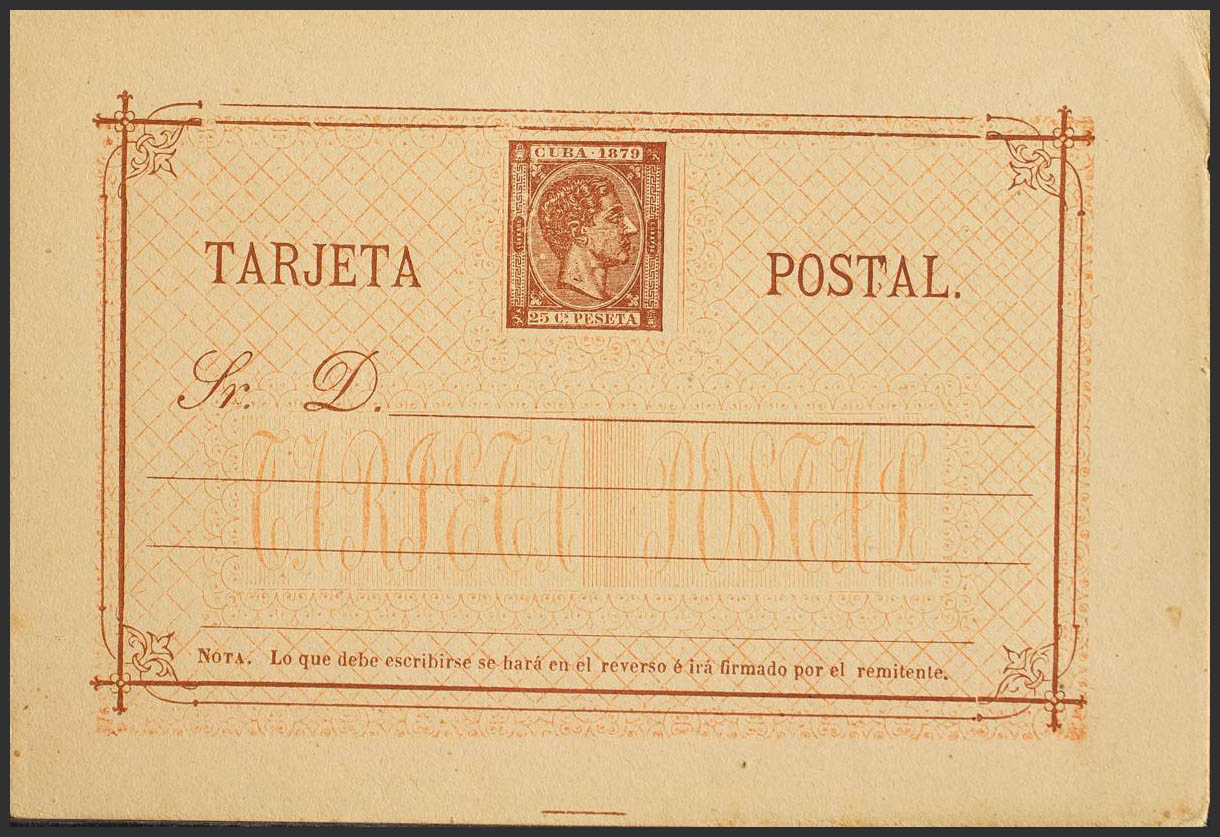 CUBA · 1879
25 Cs. PESETA
TARJETA POSTAL.
Sr. D.
TARJETA POSTAL
NOTA. Lo que debe escribirse se hará en el reverso é irá firmado por el remitente.